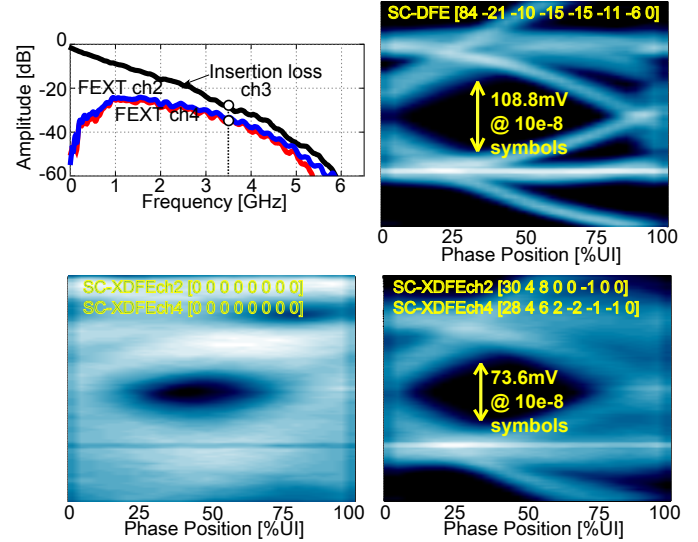 0
-20
-40
-60
Amplitude [dB]
FEXT ch2
Insertion loss
ch3
FEXT ch4
0 1 2 3 4 5 6
Frequency [GHz]
SC-DFE [84 -21 -10 -15 -15 -11 -6 0]
108.8mV
@ 10e-8
symbols
0 25 50 75 100
Phase Position [%UI]
SC-XDFEch2 [0 0 0 0 0 0 0 0]
SC-XDFEch4 [0 0 0 0 0 0 0 0]
0 50 100
Phase Position [%UI]
SC-XDFEch2 [30 4 8 0 0 -1 0 0]
SC-XDFEch4 [28 4 6 2 -2 -1 -1 0]
73.6mV
@ 10e-8
symbols
0 50 100
Phase Position [%UI]